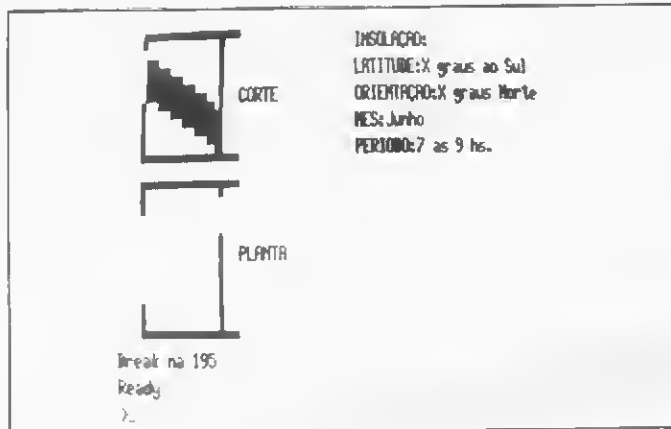 INSOLAÇÃO:
LATITUDE:X graus ao Sul
CORTE
ORIENTAÇÃO:X graus Norte
MES:Junho
PERIODO:7 as 9 hs.
PLANTA
Break na 195
Ready
>_